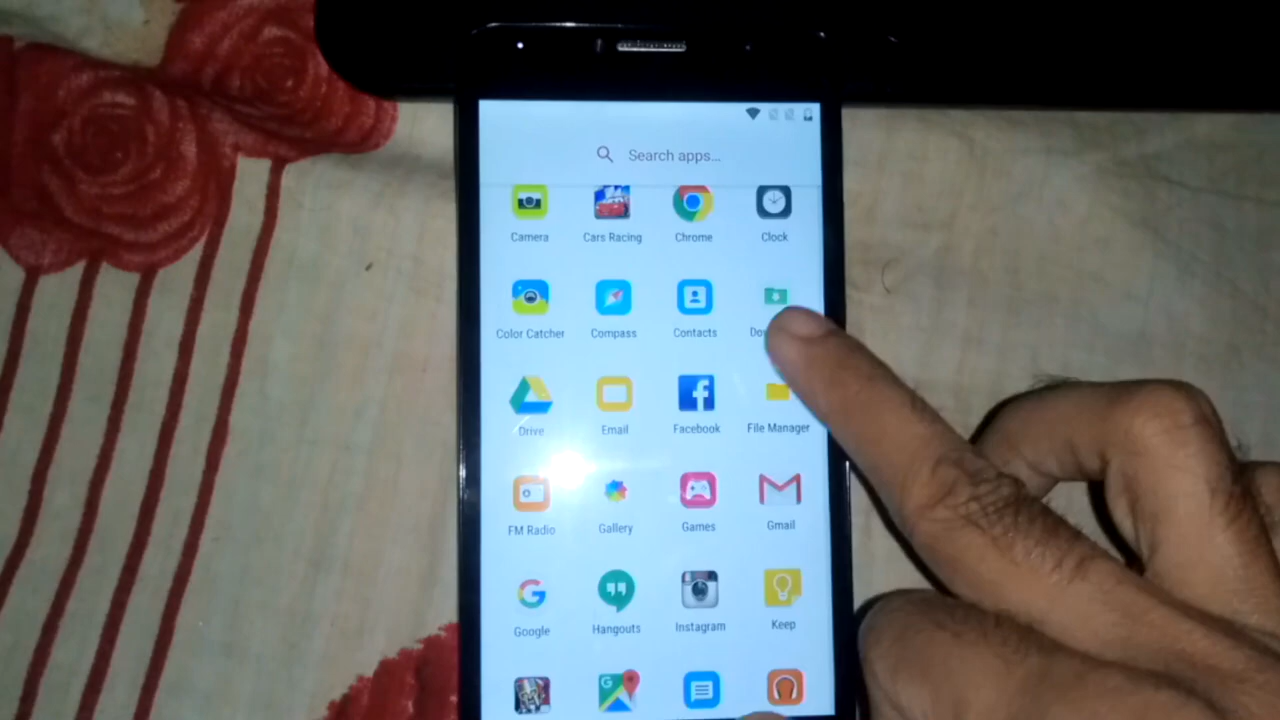 Search apps...
Camera Cars Racing Chrome Clock
Color Catcher Compass Contacts
Drive Email Facebook File Manager
FM Radio Gallery Games Gmail
Google Hangouts Instagram Keep